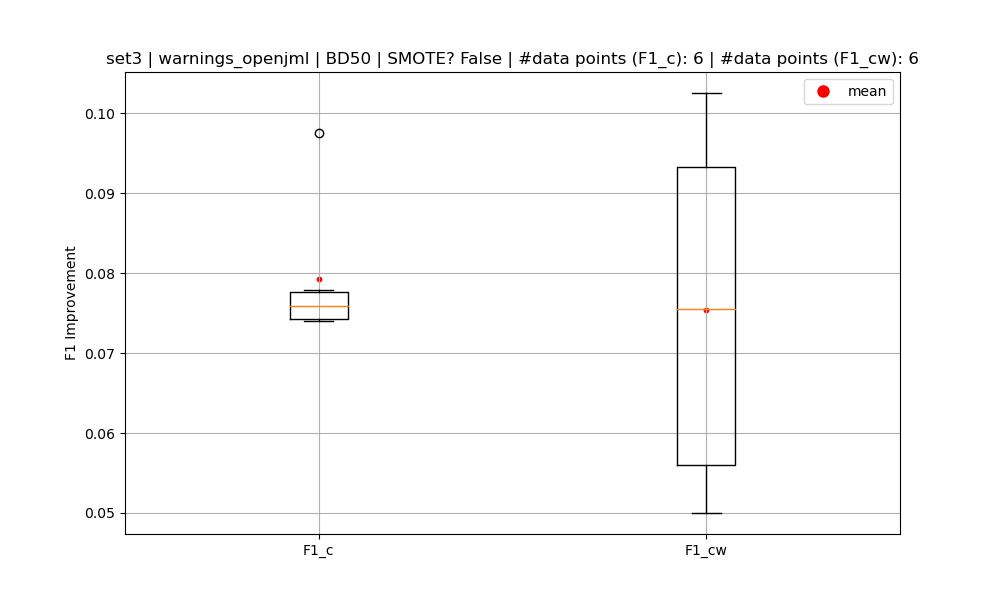 set3 | warnings_openjml | BD50 | SMOTE? False | #data points (F1_c): 6 | #data points (F1_cw): 6
mean
0.10
0.09
0.08
0.07
0.06
0.05
F1 Improvement
F1_c
F1_cw